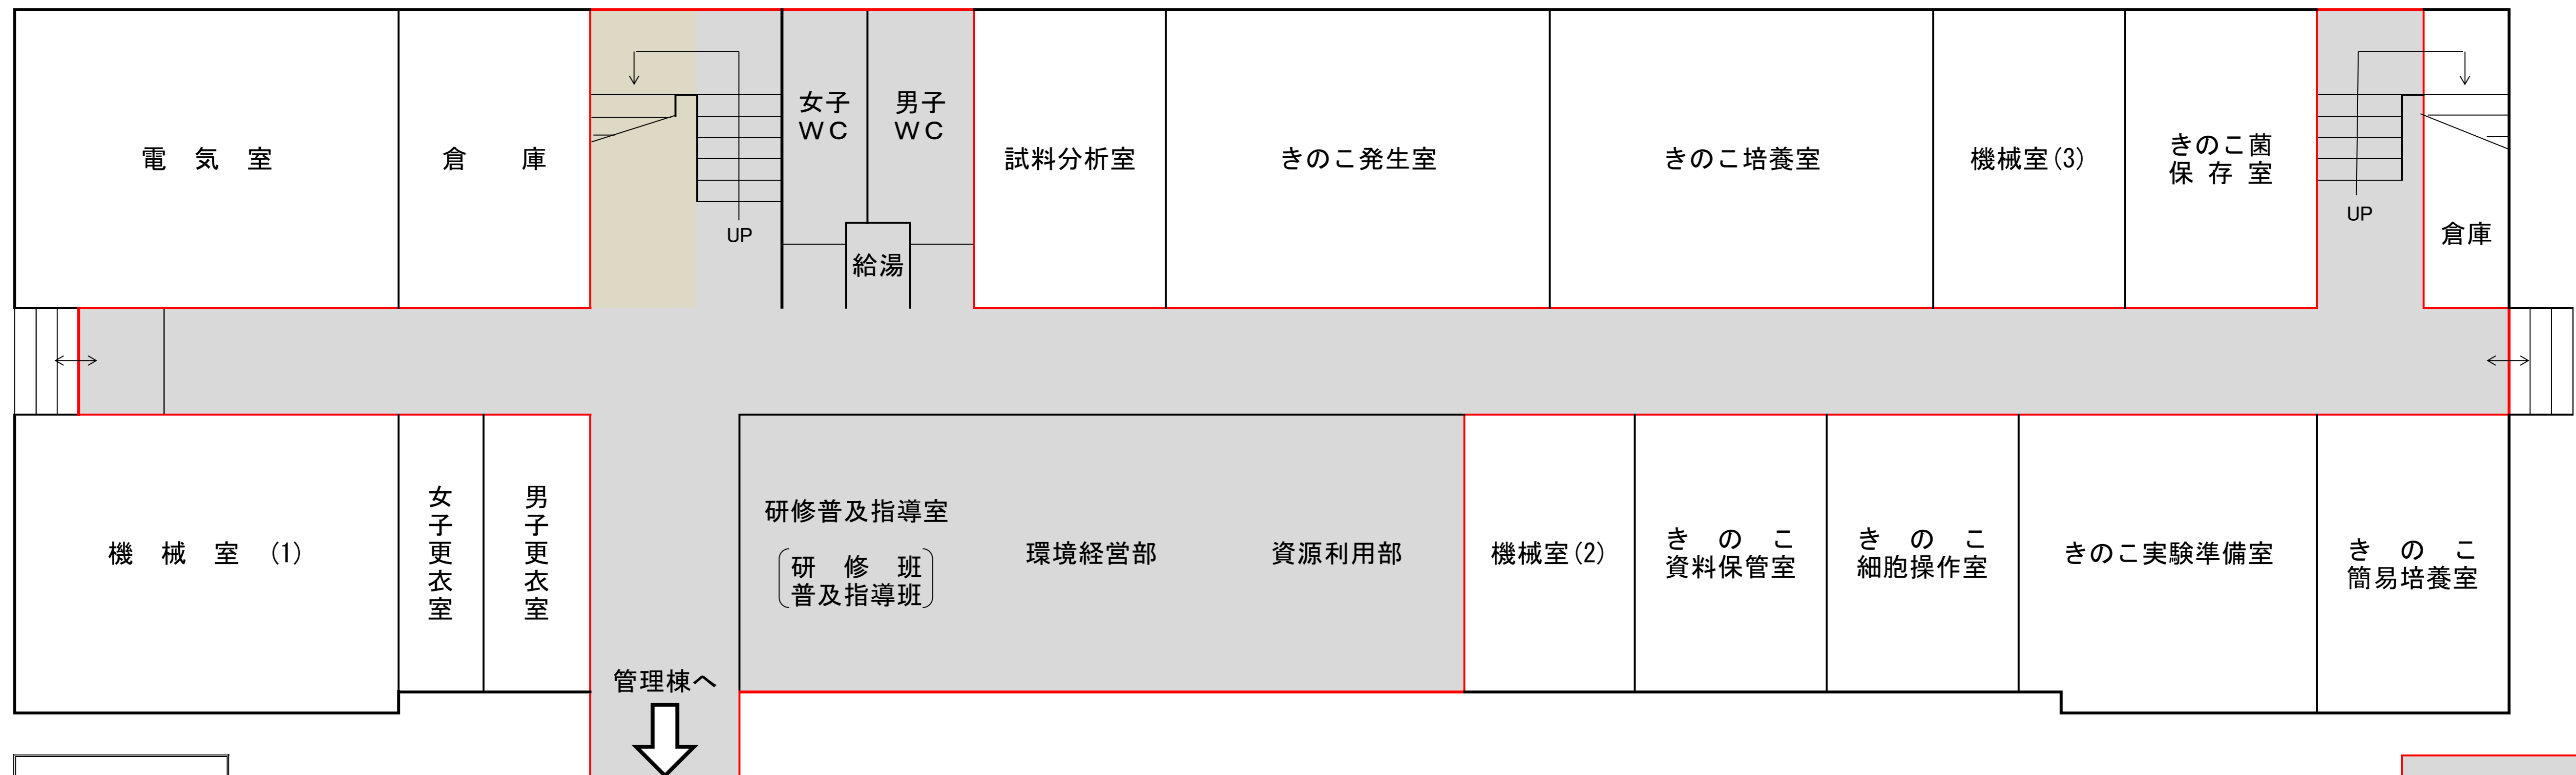 電 気 室
倉 庫
UP
女子
ＷＣ
男子
ＷＣ
給湯
試料分析室
きのこ発生室
きのこ培養室
機械室(3)
きのこ菌
保 存 室
UP
倉庫
機 械 室 (1)
女子更衣室
男子更衣室
管理棟へ
研修普及指導室
研 修 班
普及指導班
環境経営部
資源利用部
機械室(2)
き の こ
資料保管室
き の こ
細胞操作室
きのこ実験準備室
き の こ
簡易培養室